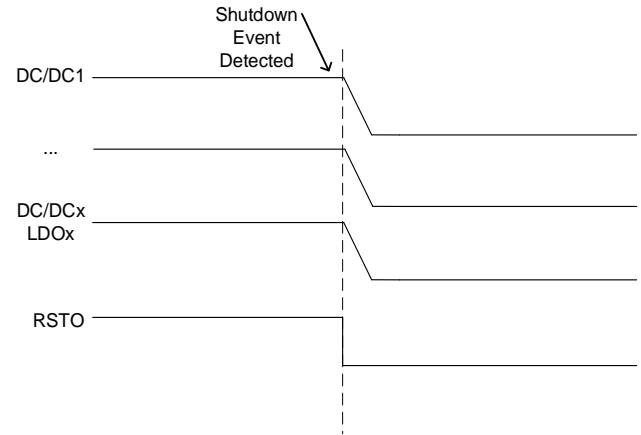 Shutdown
Event
Detected
DC/DC1
...
DC/DCx
LDOx
RSTO